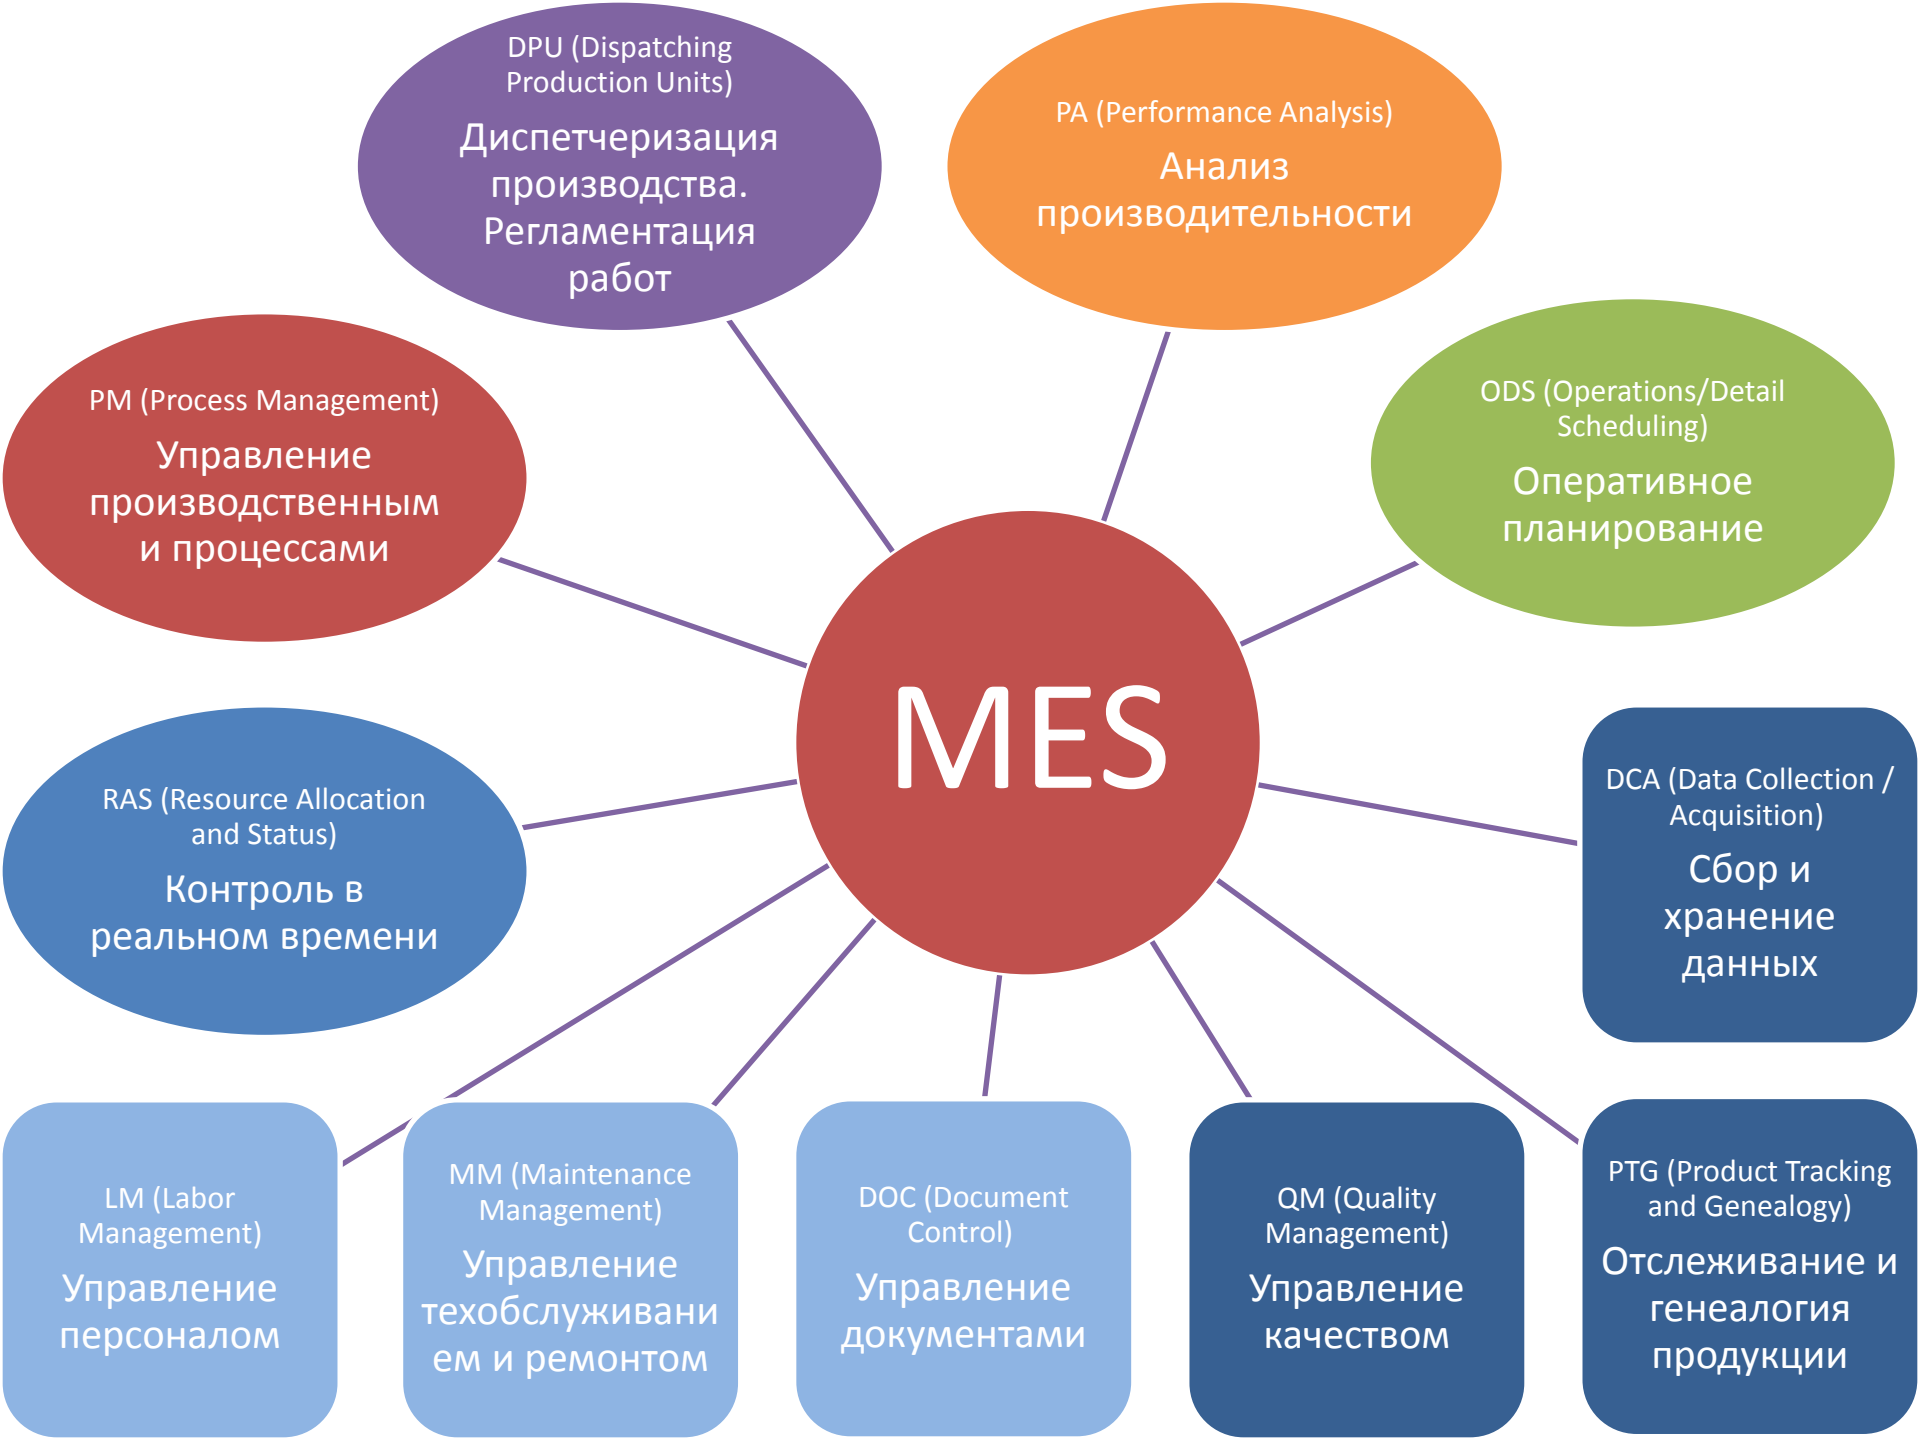 DPU (Dispatching
Production Units)
Диспетчеризация
производства.
Регламентация
работ
PA (Performance Analysis)
Анализ
производительности
PM (Process Management)
Управление
производственным
и процессами
ODS (Operations/Detail
Scheduling)
Оперативное
планирование
MES
RAS (Resource Allocation
and Status)
Контроль в
реальном времени
DCA (Data Collection /
Acquisition)
Сбор и
хранение
данных
LM (Labor
Management)
Управление
персоналом
MM (Maintenance
Management)
Управление
техобслуживани
ем и ремонтом
DOC (Document
Control)
Управление
документами
QM (Quality
Management)
Управление
качеством
PTG (Product Tracking
and Genealogy)
Отслеживание и
генеалогия
продукции